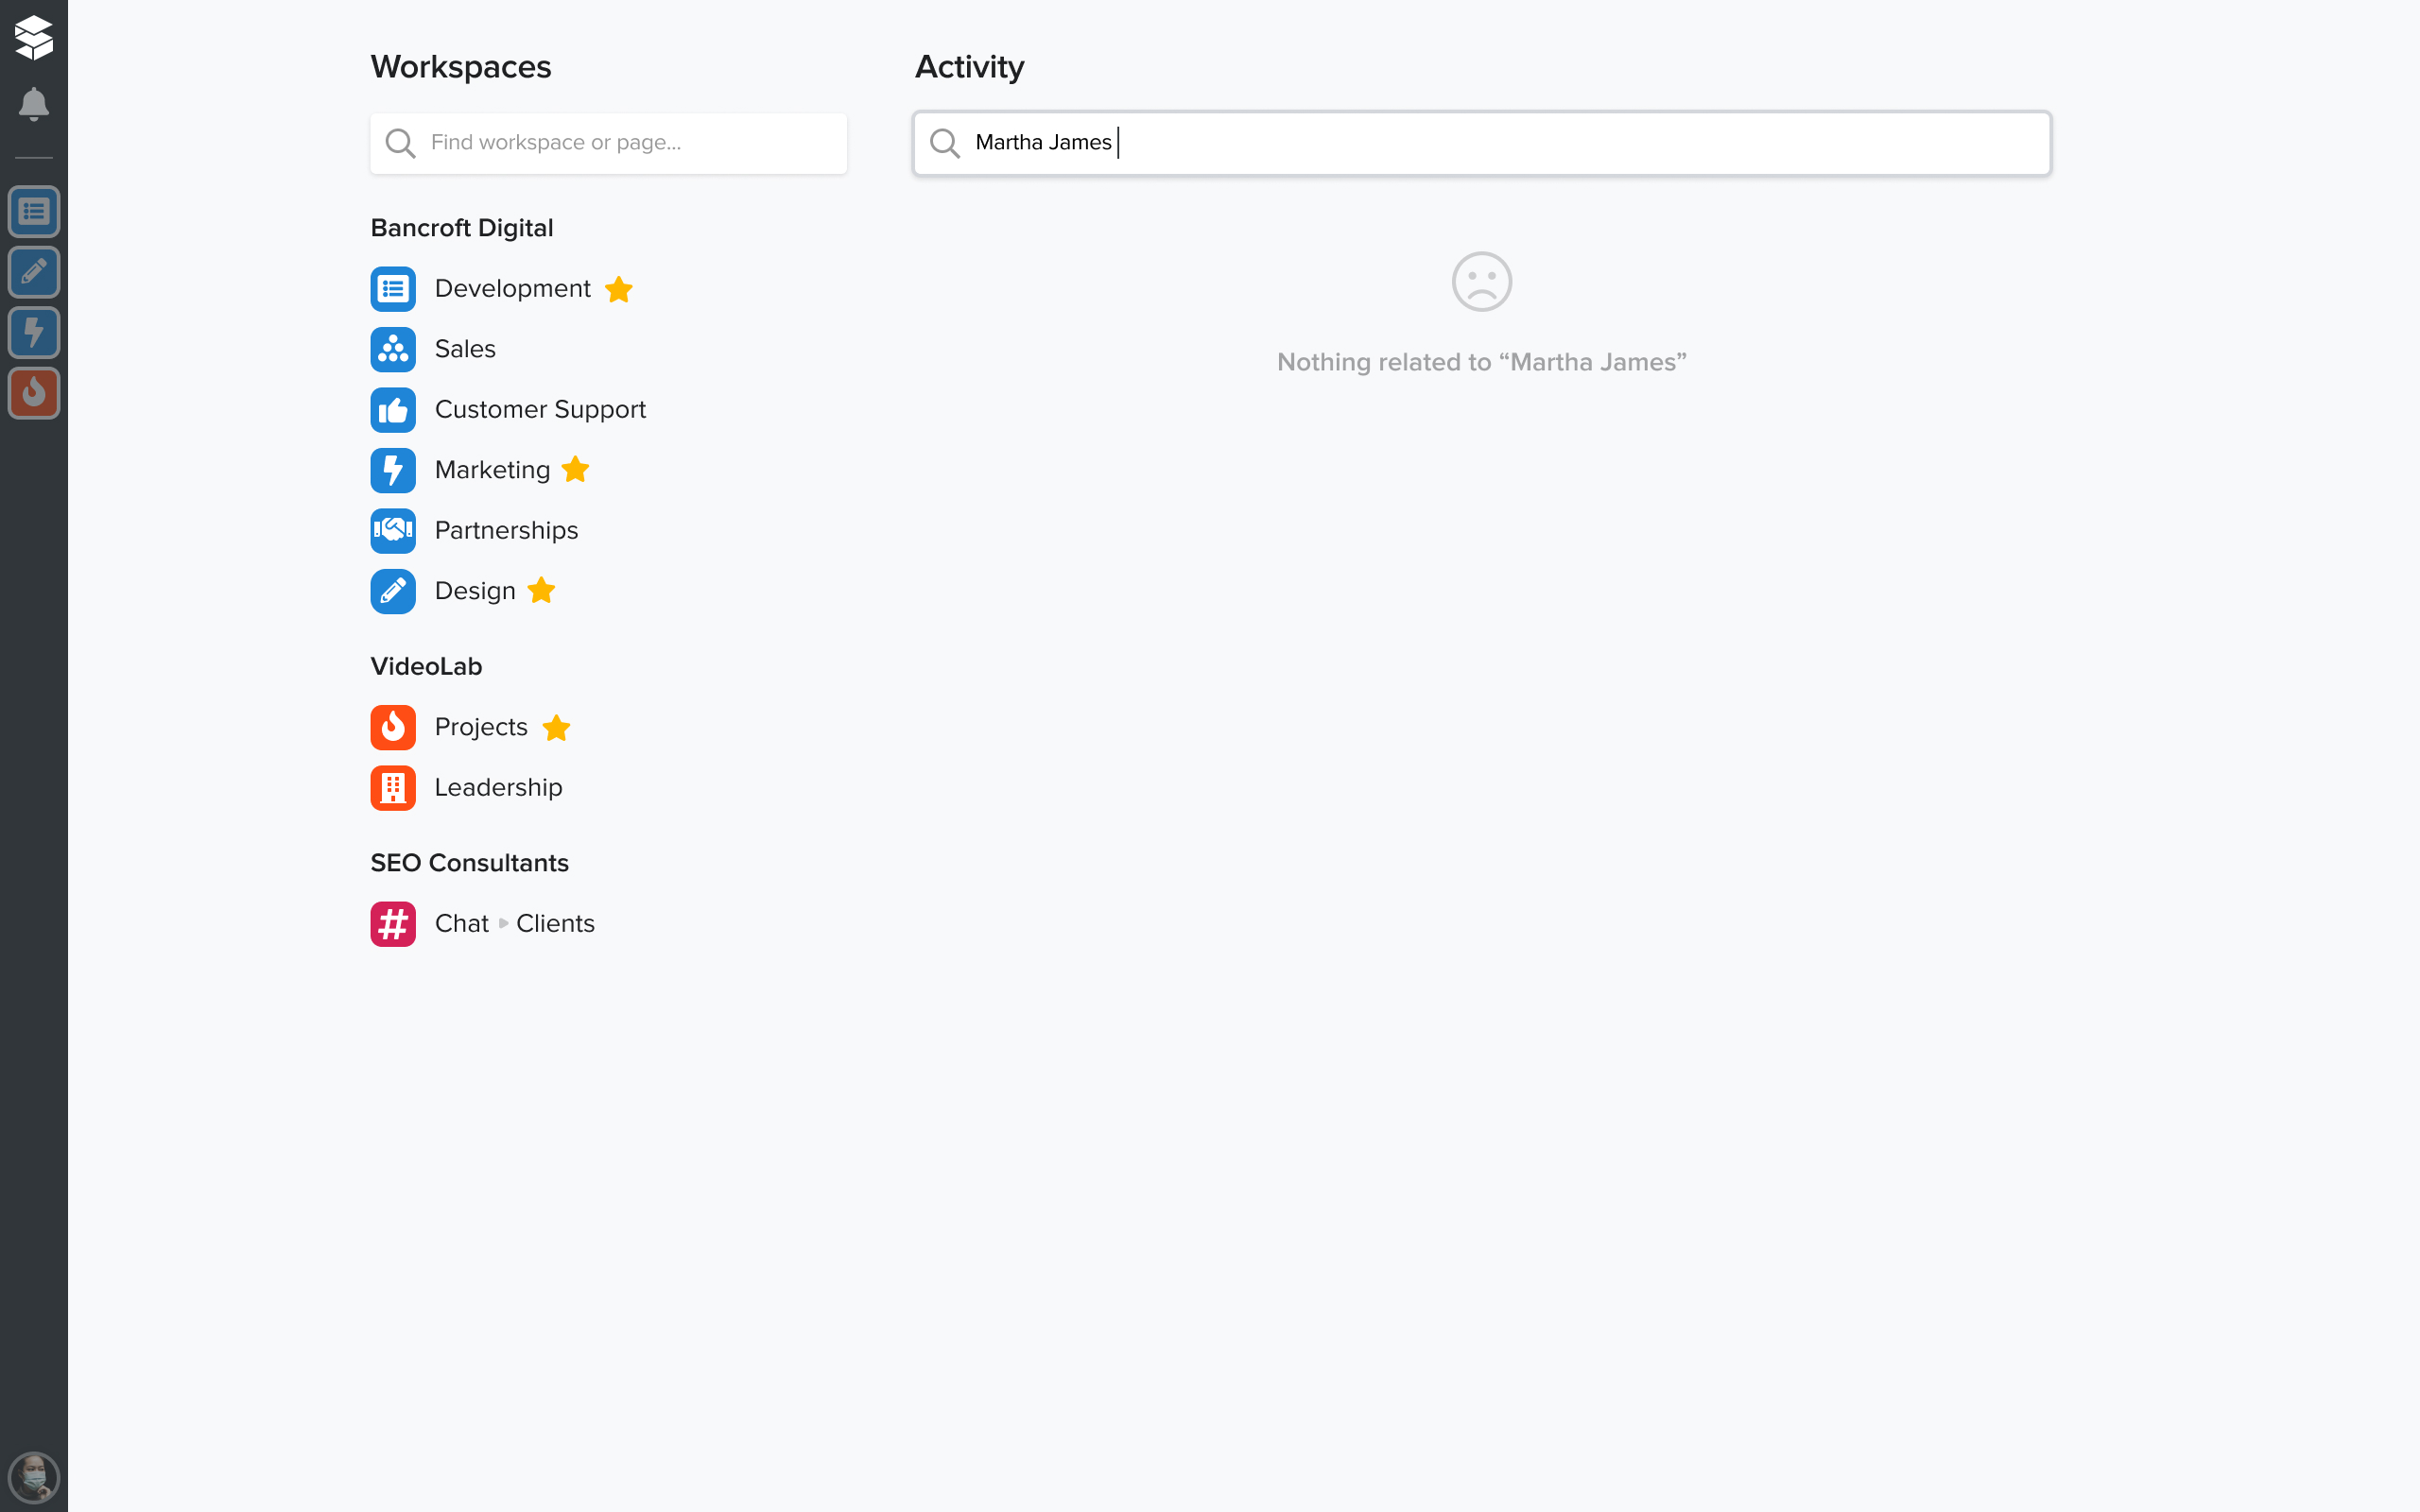 Workspaces
Find workspace or page...
Bancroft Digital
Development
Sales
Customer Support
Marketing
Partnerships
Design
VideoLab
Projects
Leadership
SEO Consultants
Chat Clients
Activity
Martha James
Nothing related to “Martha James”